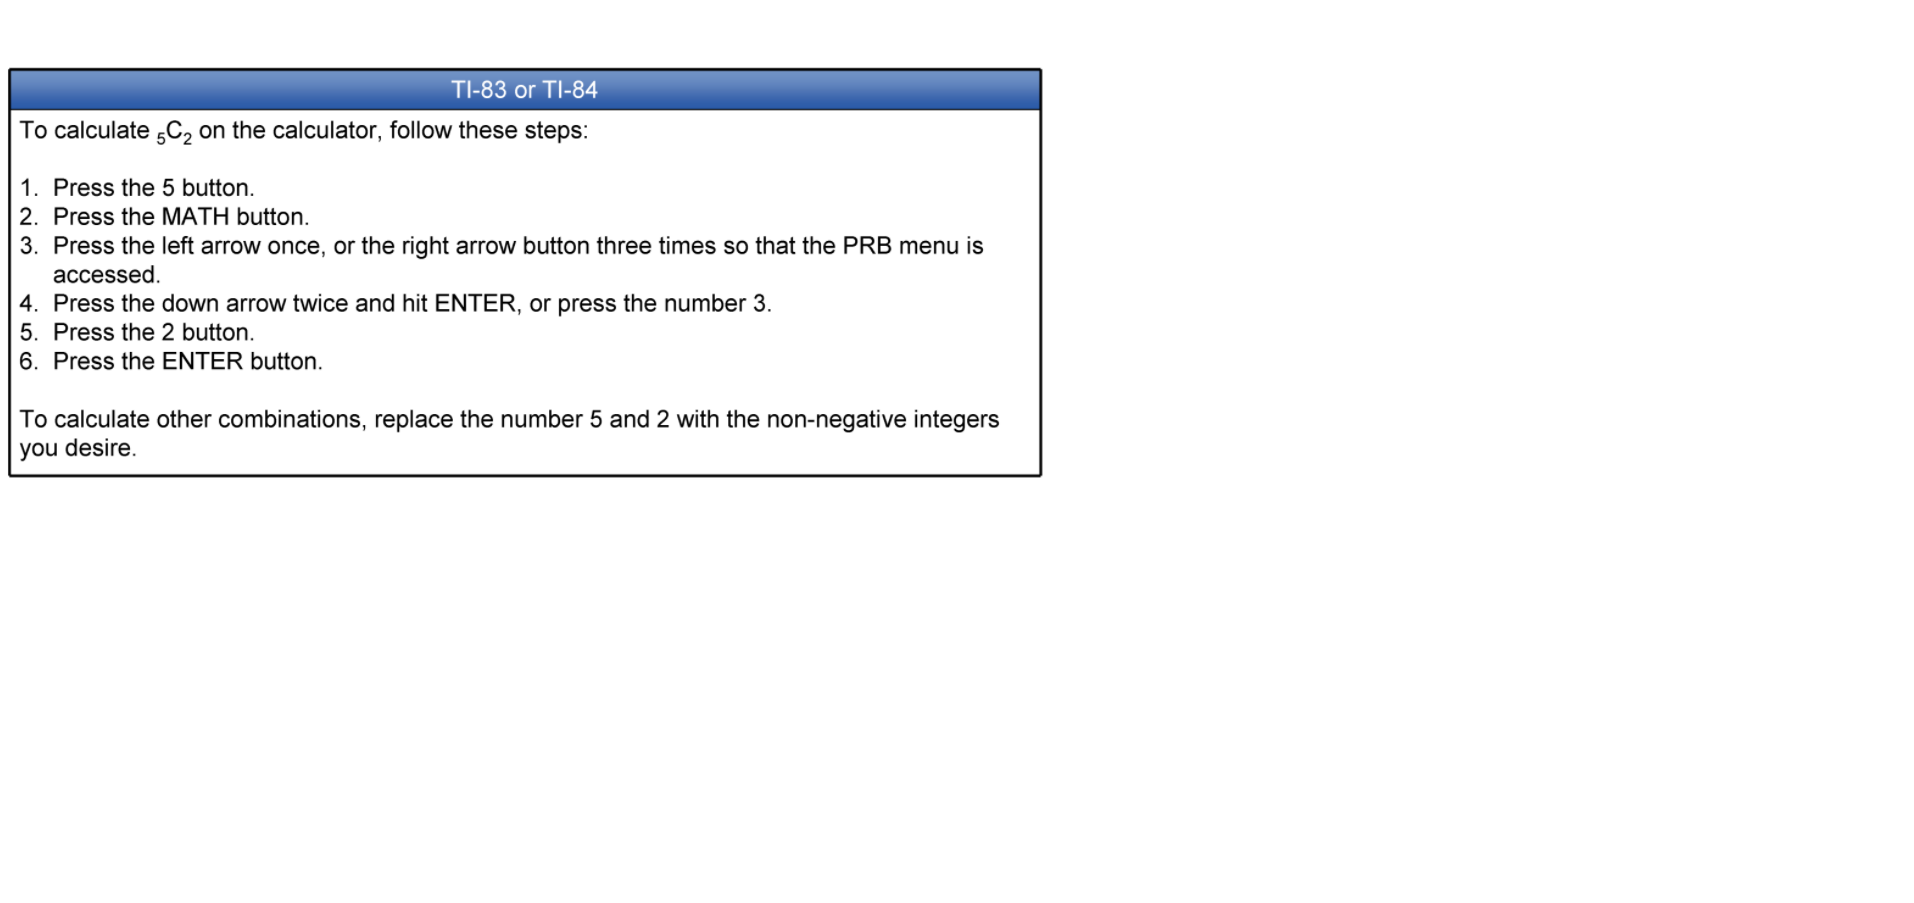 TI-83 or TI-84
To calculate ₅C₂ on the calculator, follow these steps:
1. Press the 5 button.
2. Press the MATH button.
3. Press the left arrow once, or the right arrow button three times so that the PRB menu is
accessed.
4. Press the down arrow twice and hit ENTER, or press the number 3.
5. Press the 2 button.
6. Press the ENTER button.
To calculate other combinations, replace the number 5 and 2 with the non-negative integers
you desire.